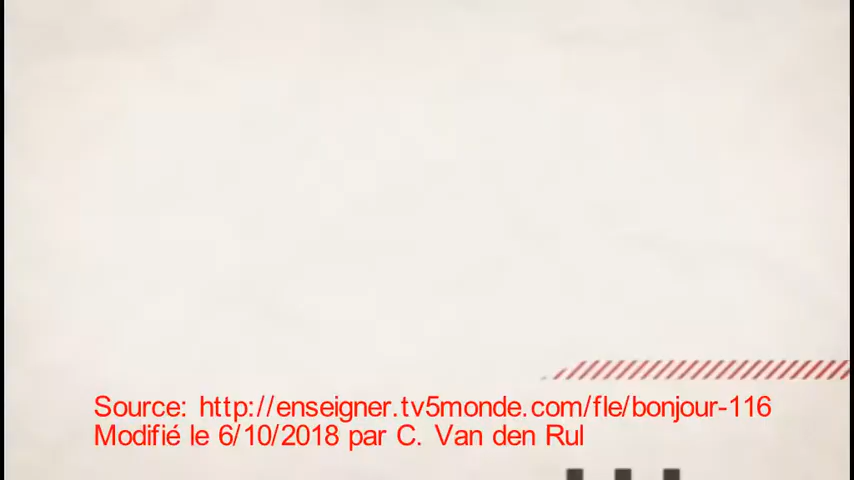 Source: http://enseigner.tv5monde.com/fle/bonjour-116
Modifié le 6/10/2018 par C. Van den Rul